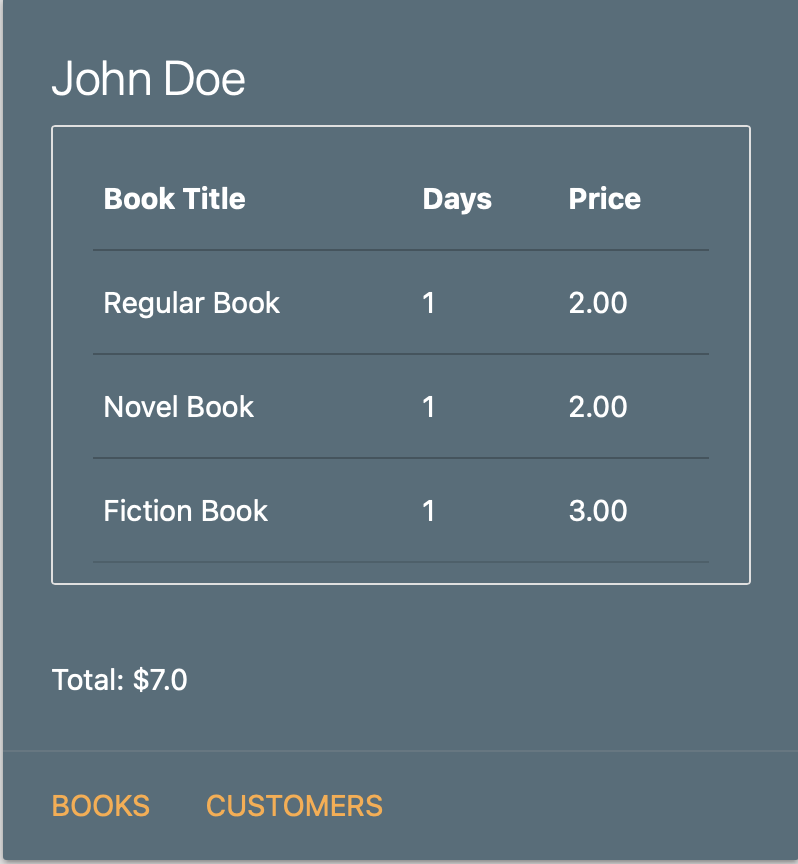 John Doe
Book Title Days Price
Regular Book 1 2.00
Novel Book 1 2.00
Fiction Book 1 3.00
Total: $7.0
BOOKS CUSTOMERS